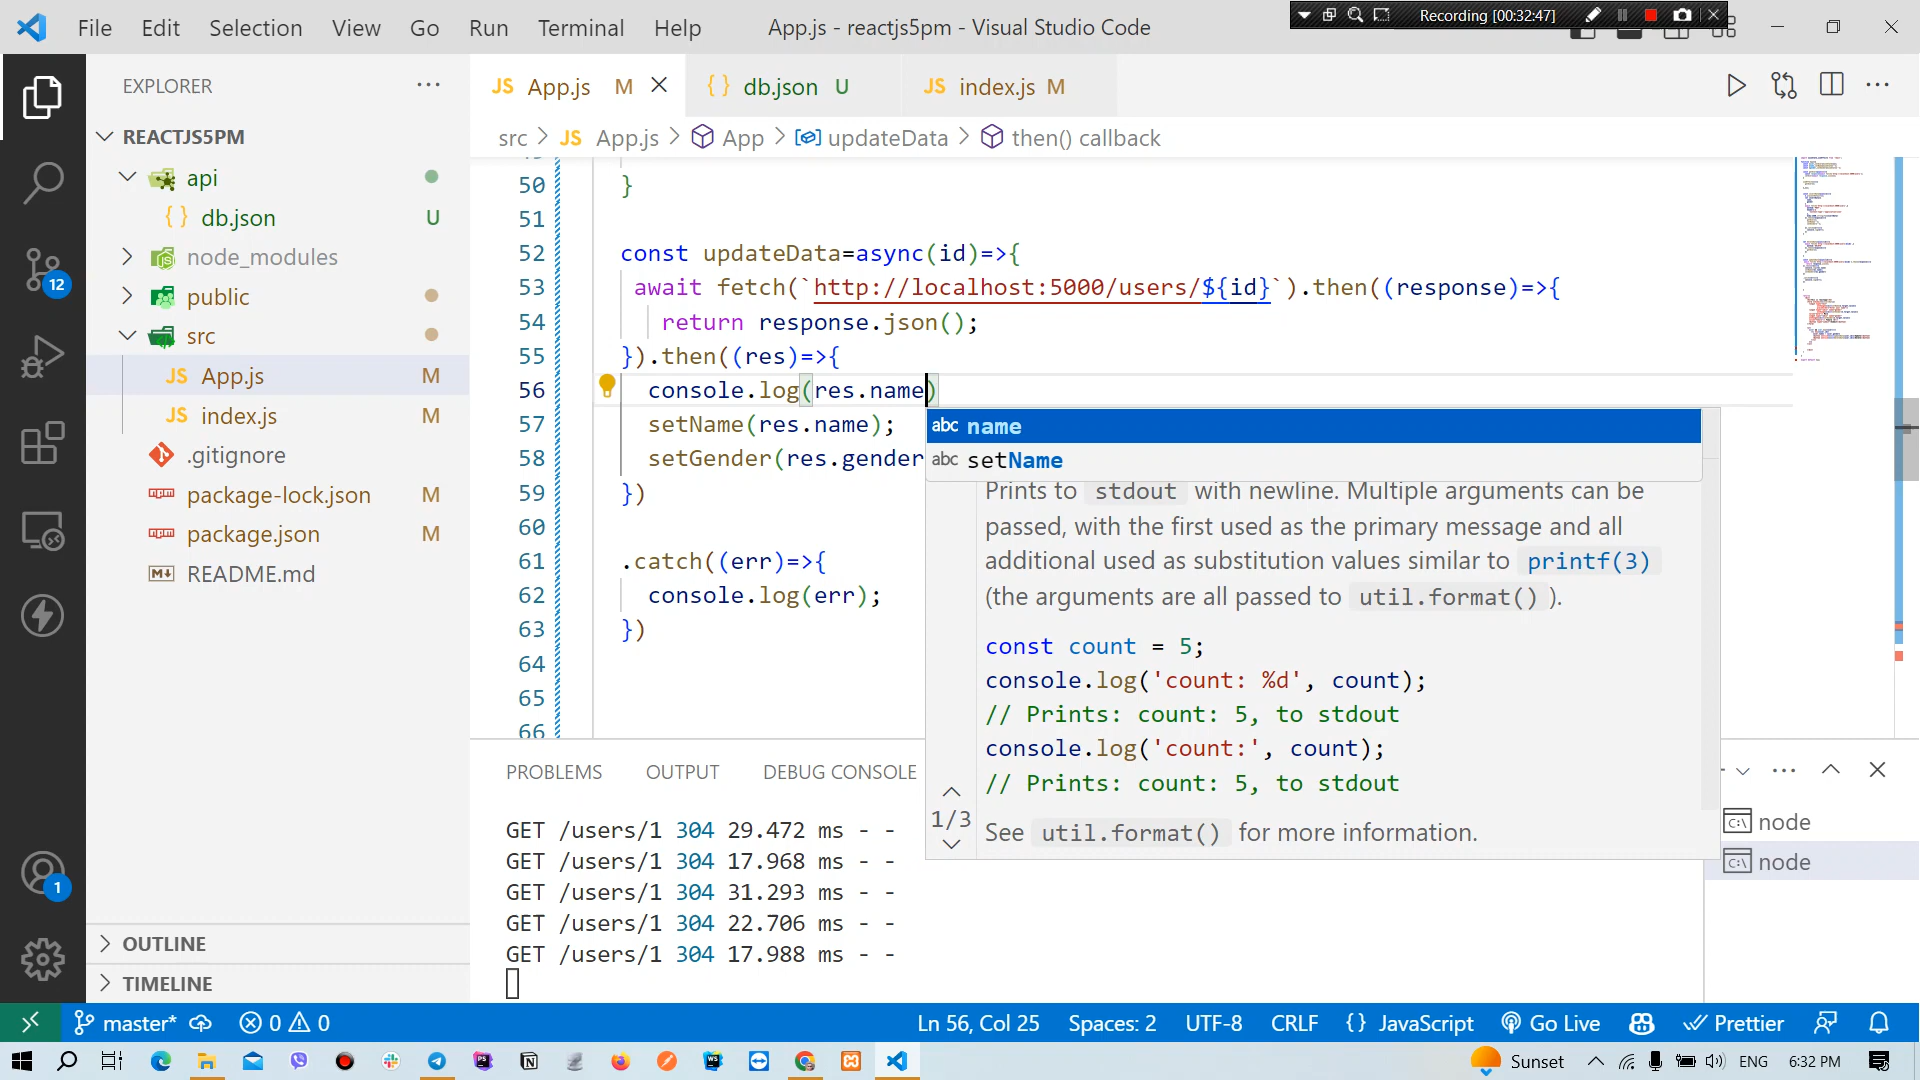 File Edit Selection View Go Run Terminal Help
App.js - reactjs5pm - Visual Studio Code
Recording [00:32:47]
EXPLORER
REACTJS5PM
api
db.json U
node_modules
public
src
App.js M
index.js M
.gitignore
package-lock.json M
package.json M
README.md
OUTLINE
TIMELINE
12
1
JS App.js M
{} db.json U
JS index.js M
src > JS App.js > App > updateData > then() callback
50 }
51
52 const updateData=async(id)=>{
53 await fetch(`http://localhost:5000/users/${id}`).then((response)=>{
54 return response.json();
55 }).then((res)=>{
56 console.log(res.name)
57 setName(res.name);
58 setGender(res.gender
59 })
60
61 .catch((err)=>{
62 console.log(err);
63 })
64
65
66
abc name
abc setName
Prints to stdout with newline. Multiple arguments can be
passed, with the first used as the primary message and all
additional used as substitution values similar to printf(3)
(the arguments are all passed to util.format() ).
const count = 5;
console.log('count: %d', count);
// Prints: count: 5, to stdout
console.log('count:', count);
// Prints: count: 5, to stdout
1/3
See util.format() for more information.
PROBLEMS OUTPUT DEBUG CONSOLE
GET /users/1 304 29.472 ms - -
GET /users/1 304 17.968 ms - -
GET /users/1 304 31.293 ms - -
GET /users/1 304 22.706 ms - -
GET /users/1 304 17.988 ms - -
node
node
master* 0 0
Ln 56, Col 25 Spaces: 2 UTF-8 CRLF {} JavaScript Go Live Prettier
Sunset ENG 6:32 PM